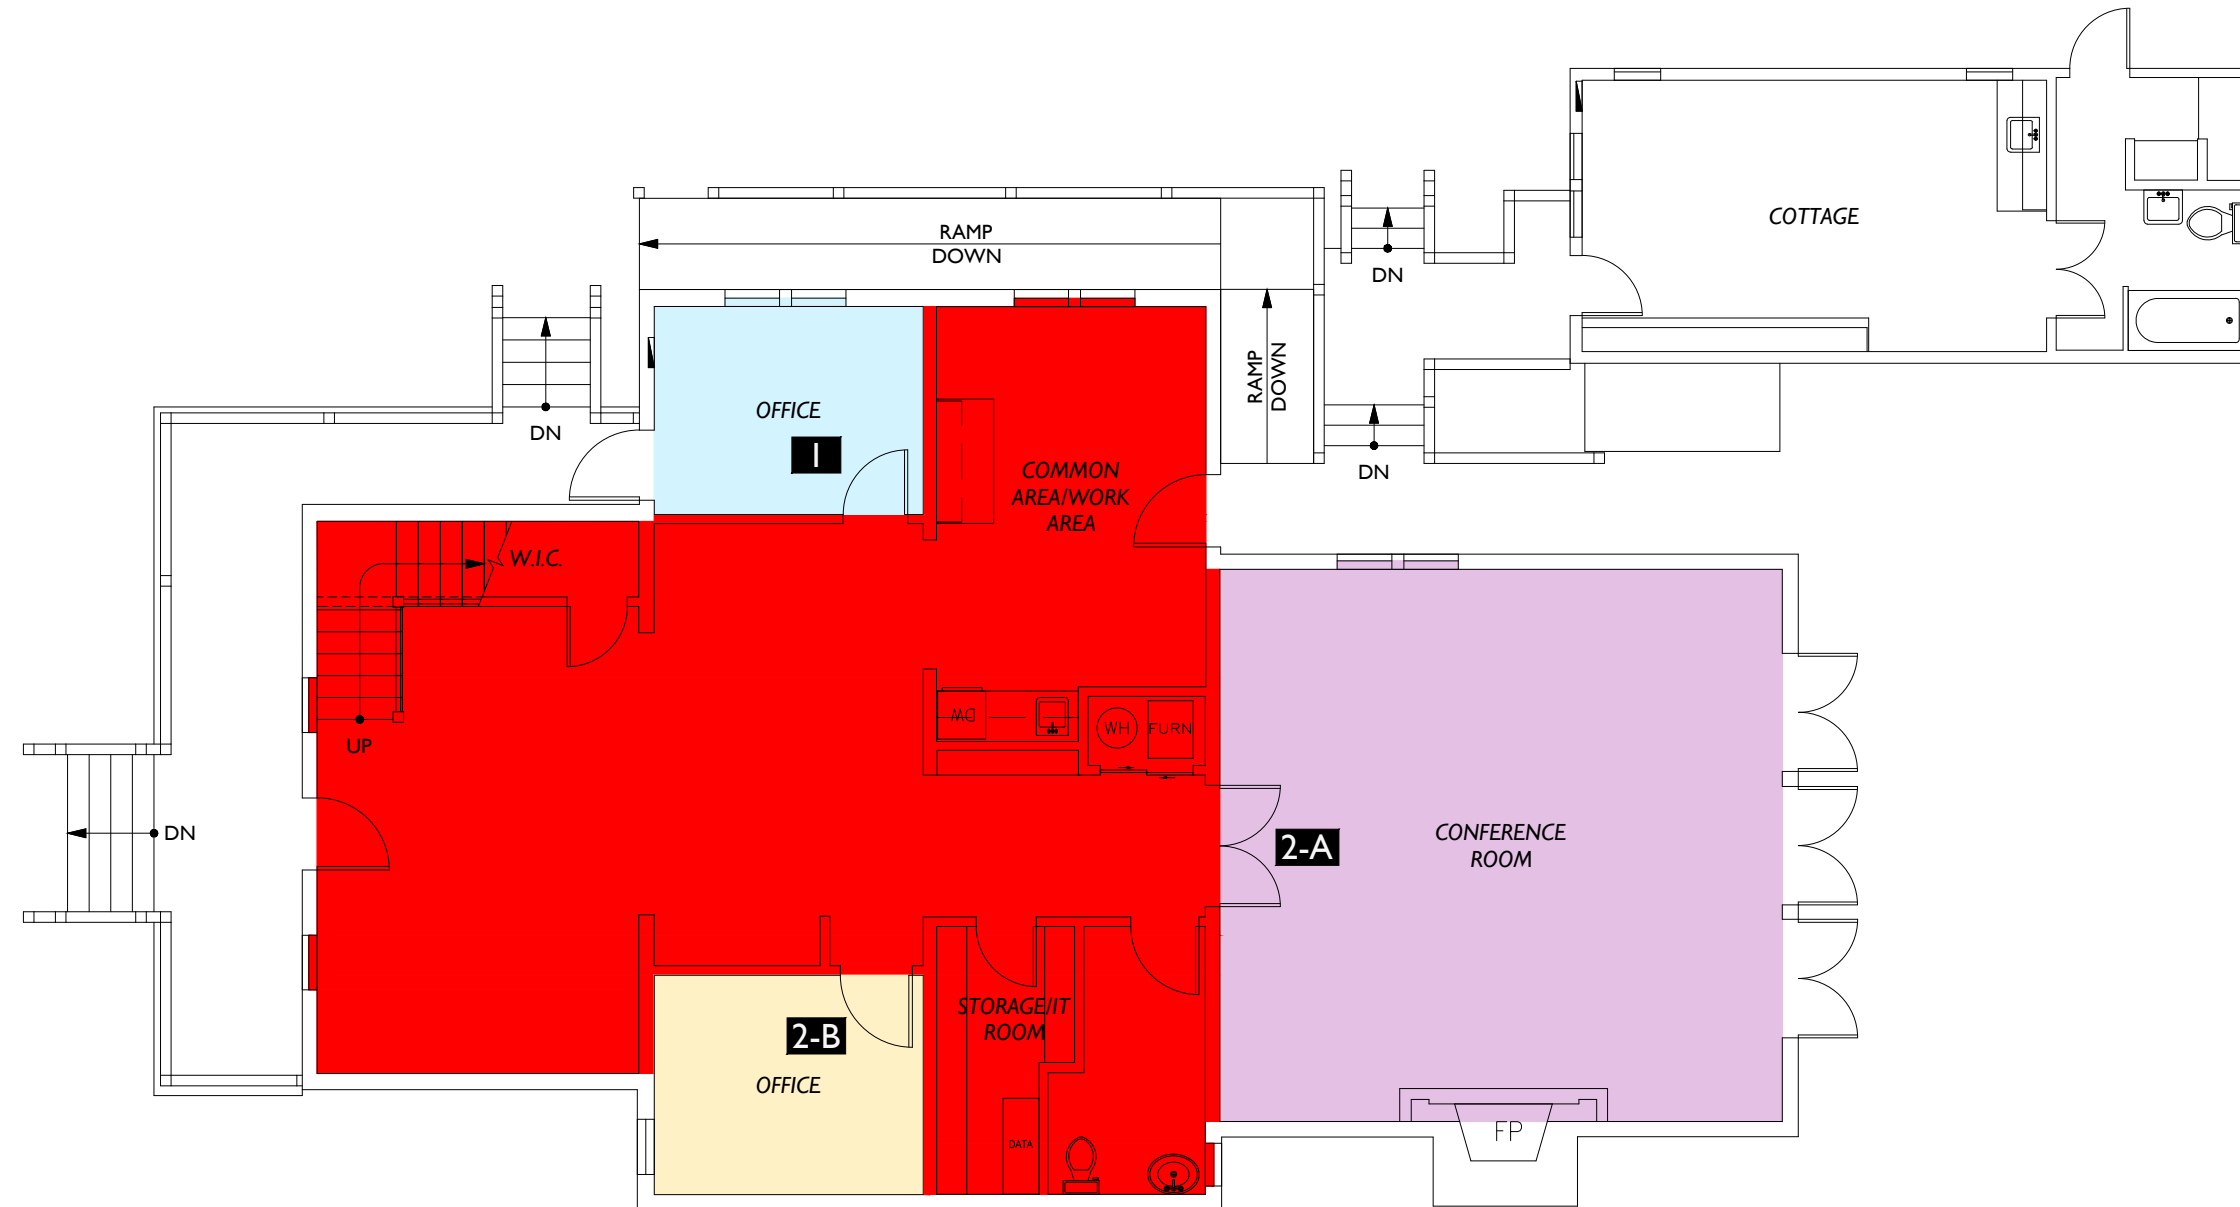 COTTAGE
RAMP
DOWN
DN
RAMP
DOWN
OFFICE
1
DN
COMMON
AREA/WORK
AREA
DN
W.I.C.
UP
DW
WH
FURN
DN
2-A
CONFERENCE
ROOM
STORAGE/IT
ROOM
2-B
OFFICE
DATA
FP